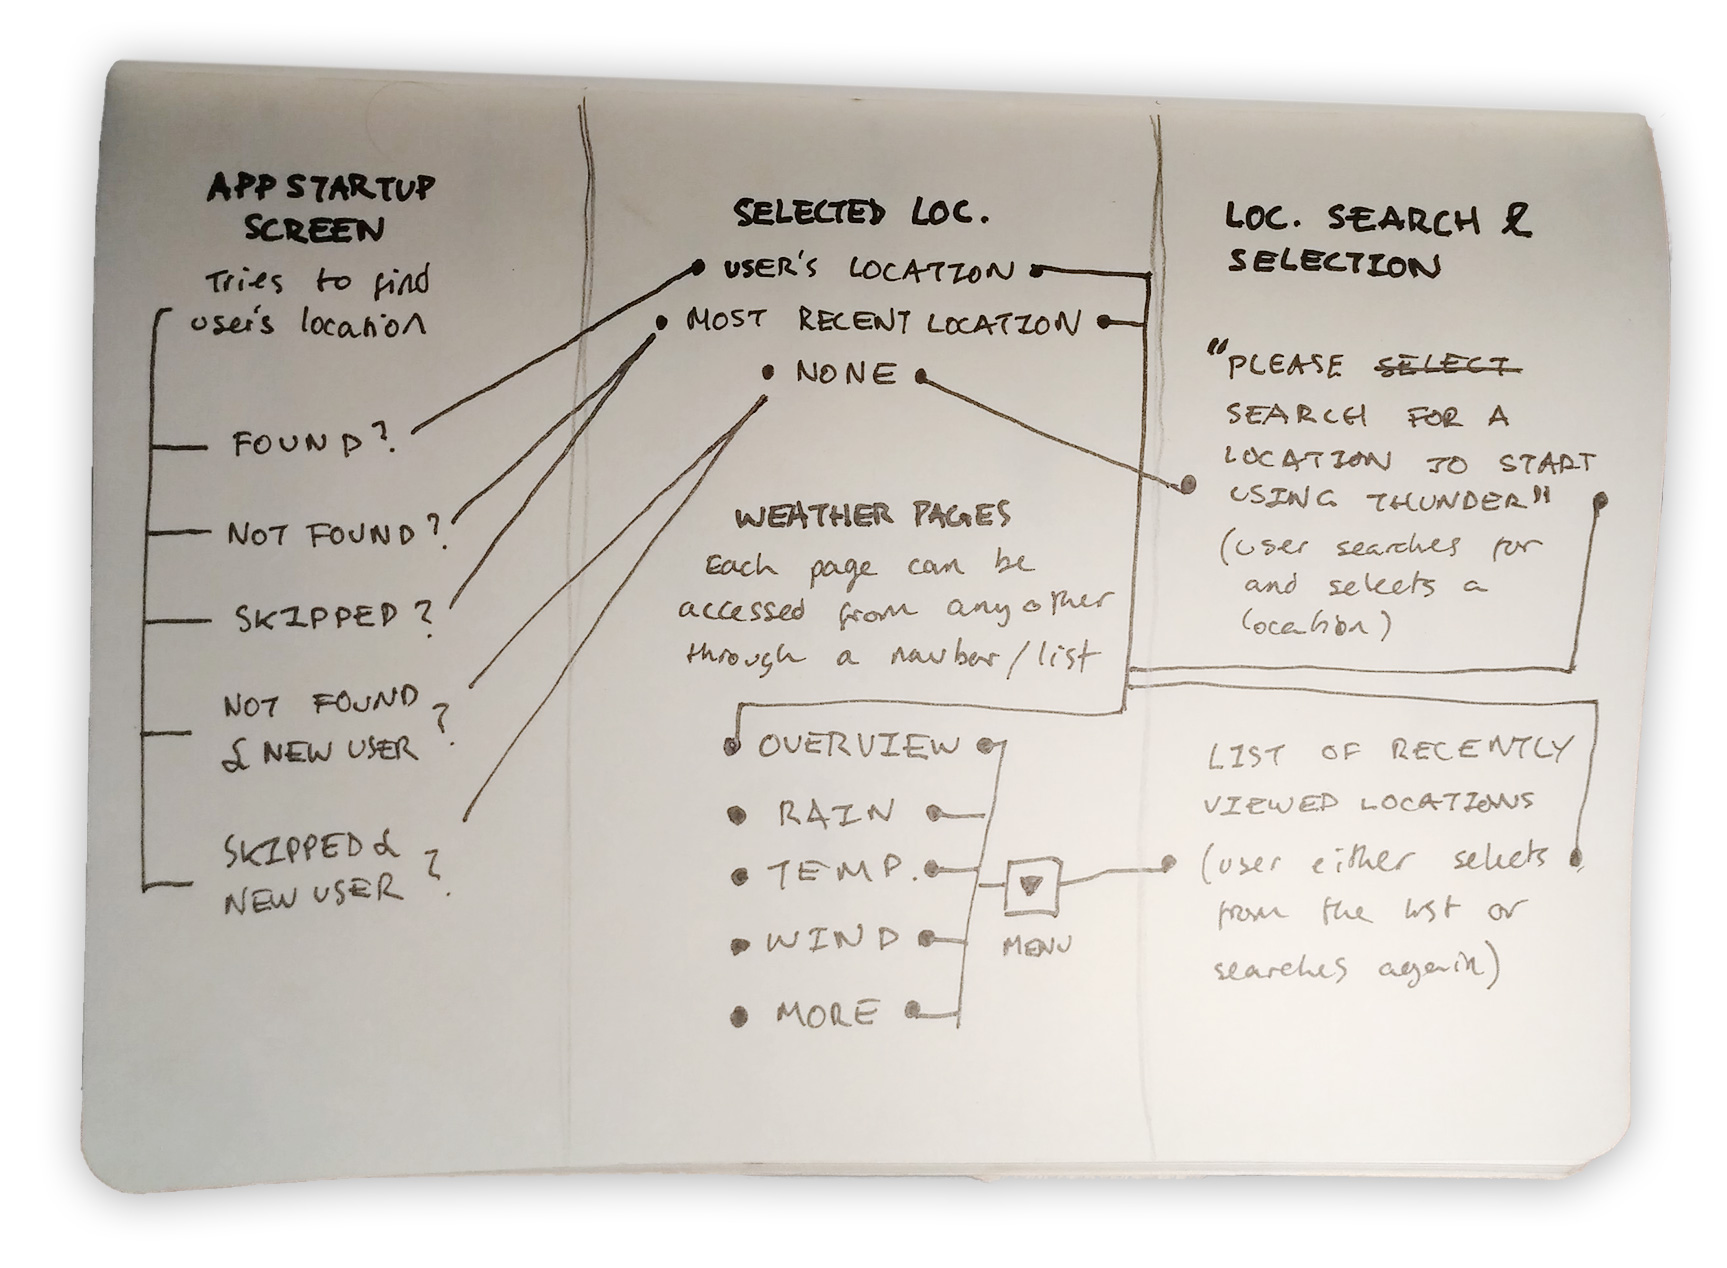 APP STARTUP
SCREEN
Tries to find
user's location
FOUND?
NOT FOUND?
SKIPPED?
NOT FOUND
& NEW USER?
SKIPPED &
NEW USER?
SELECTED LOC.
• USER'S LOCATION •
• MOST RECENT LOCATION •
• NONE •
WEATHER PAGES
Each page can be
accessed from any other
through a navbar/list
• OVERVIEW •
• RAIN •
• TEMP. •
• WIND •
• MORE •
MENU
LOC. SEARCH &
SELECTION
"PLEASE SELECT
SEARCH FOR A
LOCATION TO START
USING THUNDER"
(user searches for
and selects a
location)
LIST OF RECENTLY
VIEWED LOCATIONS
(user either selects
from the list or
searches again)